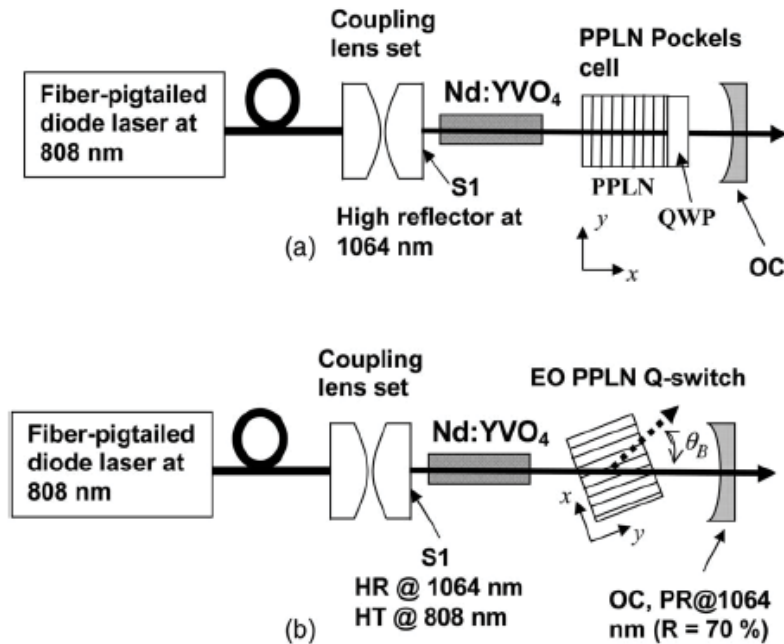 Coupling
lens set
PPLN Pockels
cell
Fiber-pigtailed
diode laser at
808 nm
Nd:YVO4
S1
High reflector at
1064 nm
PPLN
QWP
OC
y
x
(a)
Coupling
lens set
EO PPLN Q-switch
Fiber-pigtailed
diode laser at
808 nm
Nd:YVO4
θB
x
y
S1
HR @ 1064 nm
HT @ 808 nm
OC, PR@1064
nm (R = 70 %)
(b)